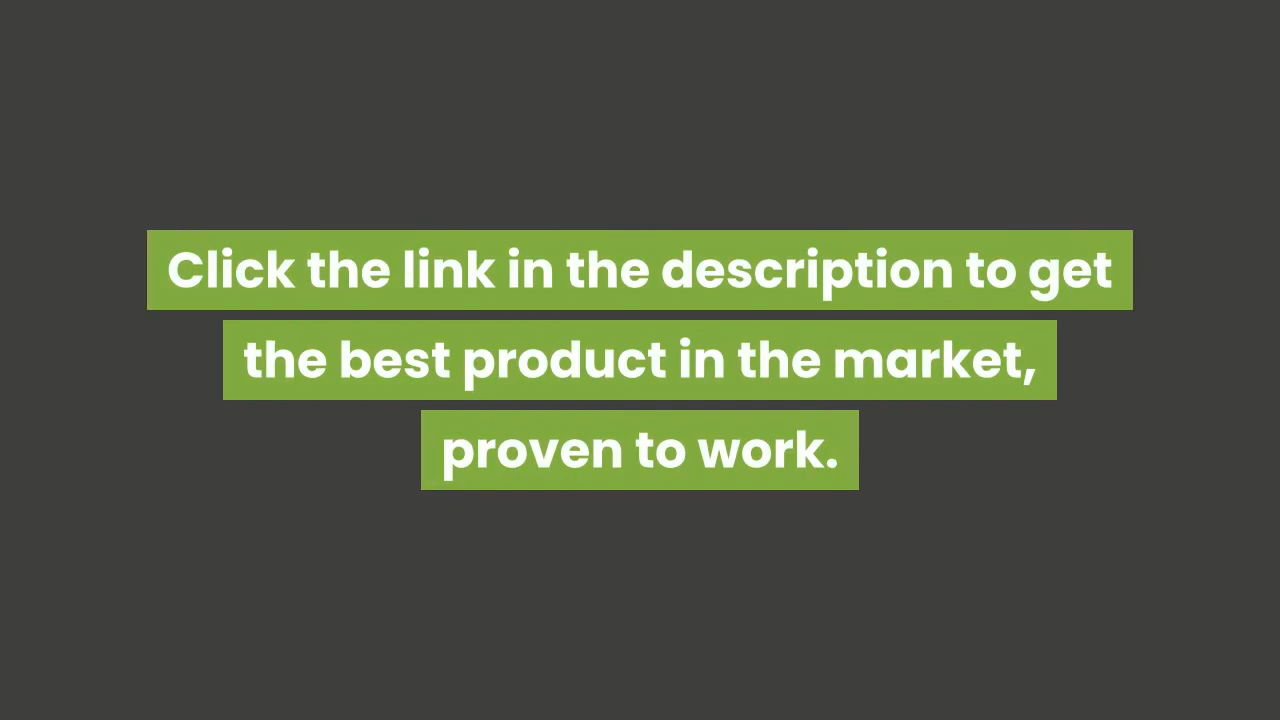 Click the link in the description to get
the best product in the market,
proven to work.